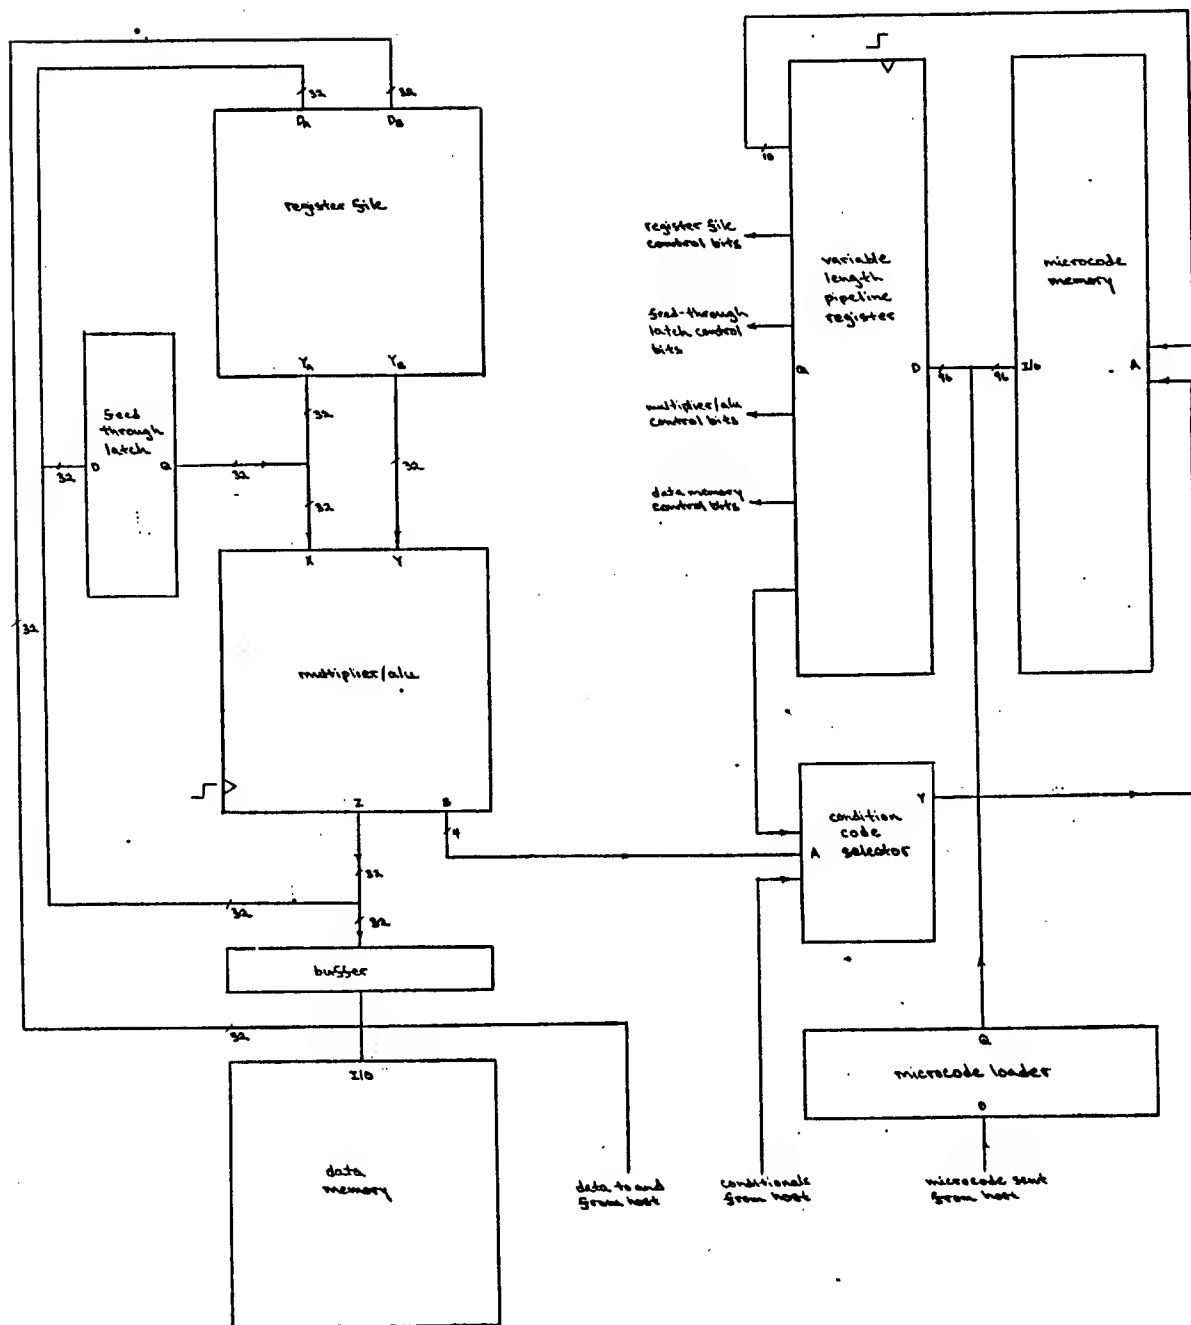 32
32
DA
DB
register file
YA
YB
32
feed
through
latch
D
Q
32
32
32
32
X
Y
32
multiplier/alu
Z
S
4
32
32
32
buffer
32
I/O
data
memory
data to and
from host
10
register file
control bits
feed-through
latch control
bits
multiplier/alu
control bits
data memory
control bits
variable
length
pipeline
register
Q
D
96
96
microcode
memory
I/O
A
condition
code
selector
A
Y
Q
microcode loader
D
conditionals
from host
microcode sent
from host